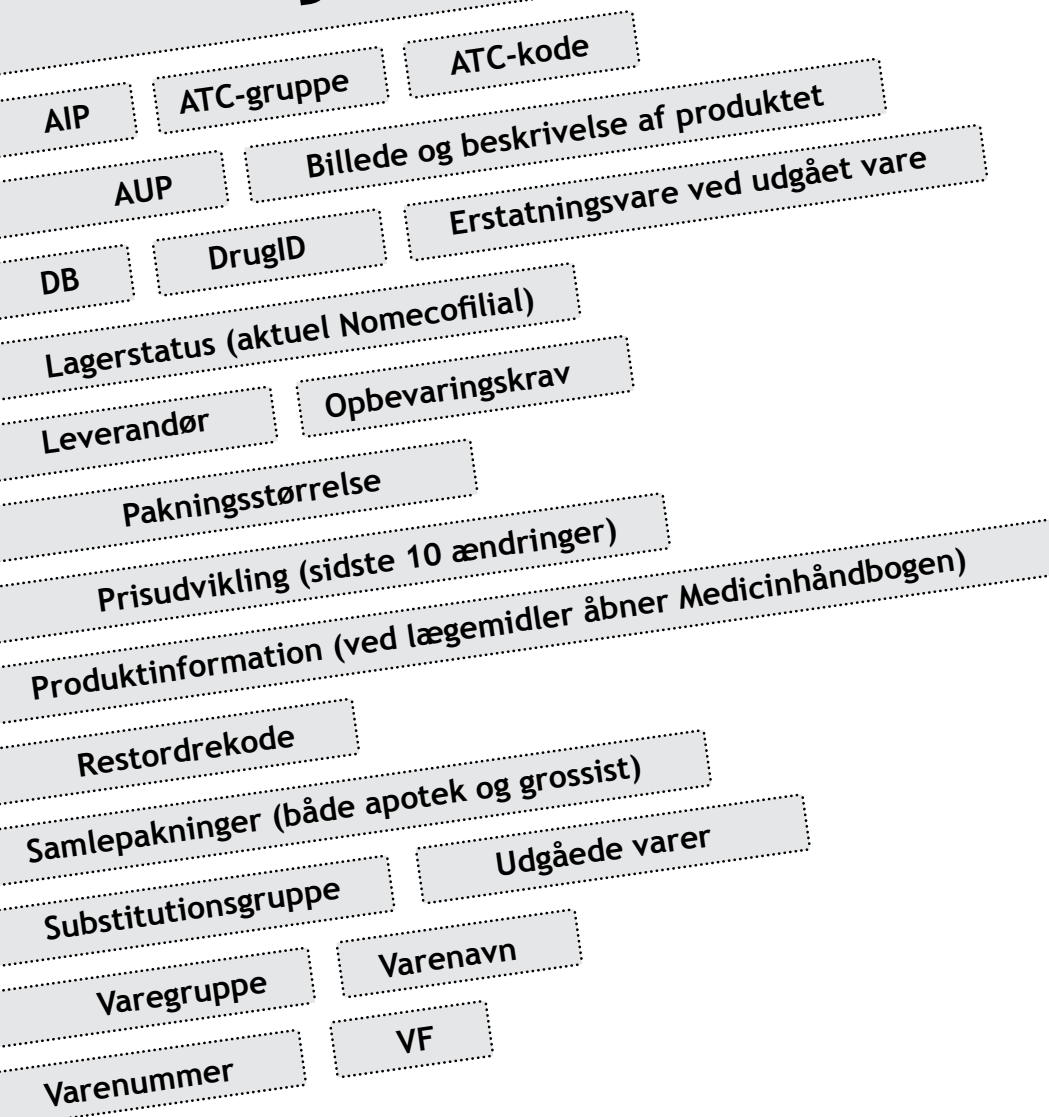 AIP ATC-gruppe ATC-kode
AUP Billede og beskrivelse af produktet
DB DrugID Erstatningsvare ved udgået vare
Lagerstatus (aktuel Nomecofilial)
Leverandør Opbevaringskrav
Pakningsstørrelse
Prisudvikling (sidste 10 ændringer)
Produktinformation (ved lægemidler åbner Medicinhåndbogen)
Restordrekode
Samlepakninger (både apotek og grossist)
Substitutionsgruppe Udgåede varer
Varegruppe Varenavn
Varenummer VF